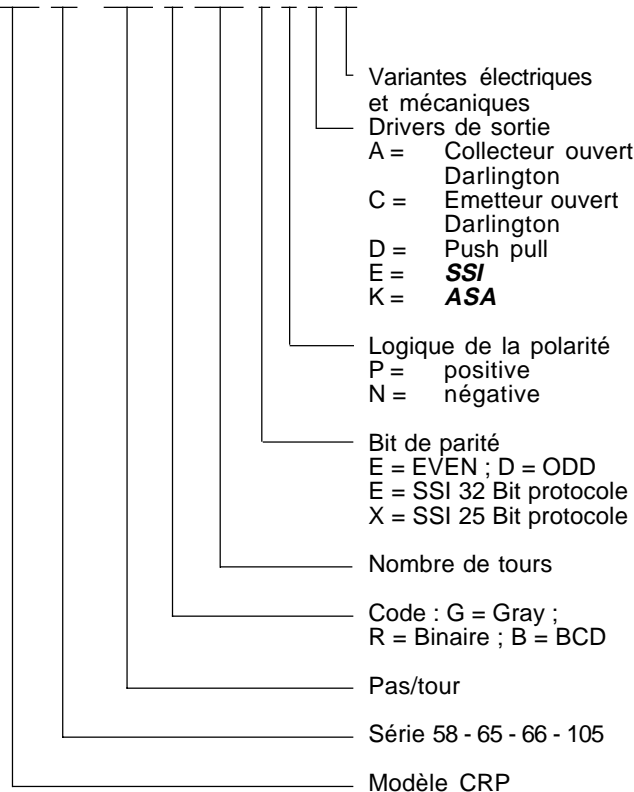 Variantes électriques
et mécaniques
Drivers de sortie
A = Collecteur ouvert
Darlington
C = Emetteur ouvert
Darlington
D = Push pull
E = SSI
K = ASA
Logique de la polarité
P = positive
N = négative
Bit de parité
E = EVEN ; D = ODD
E = SSI 32 Bit protocole
X = SSI 25 Bit protocole
Nombre de tours
Code : G = Gray ;
R = Binaire ; B = BCD
Pas/tour
Série 58 - 65 - 66 - 105
Modèle CRP